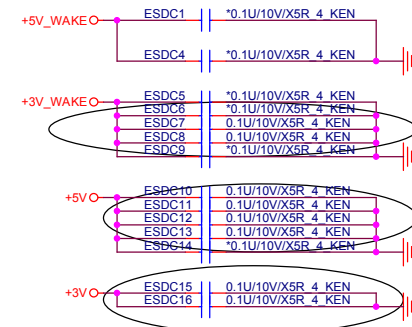 +5V_WAKE ESDC1 *0.1U/10V/X5R_4_KEN
ESDC4 *0.1U/10V/X5R_4_KEN
+3V_WAKE ESDC5 *0.1U/10V/X5R_4_KEN
ESDC6 *0.1U/10V/X5R_4_KEN
ESDC7 0.1U/10V/X5R_4_KEN
ESDC8 0.1U/10V/X5R_4_KEN
ESDC9 *0.1U/10V/X5R_4_KEN
+5V ESDC10 0.1U/10V/X5R_4_KEN
ESDC11 0.1U/10V/X5R_4_KEN
ESDC12 0.1U/10V/X5R_4_KEN
ESDC13 0.1U/10V/X5R_4_KEN
ESDC14 *0.1U/10V/X5R_4_KEN
+3V ESDC15 0.1U/10V/X5R_4_KEN
ESDC16 0.1U/10V/X5R_4_KEN